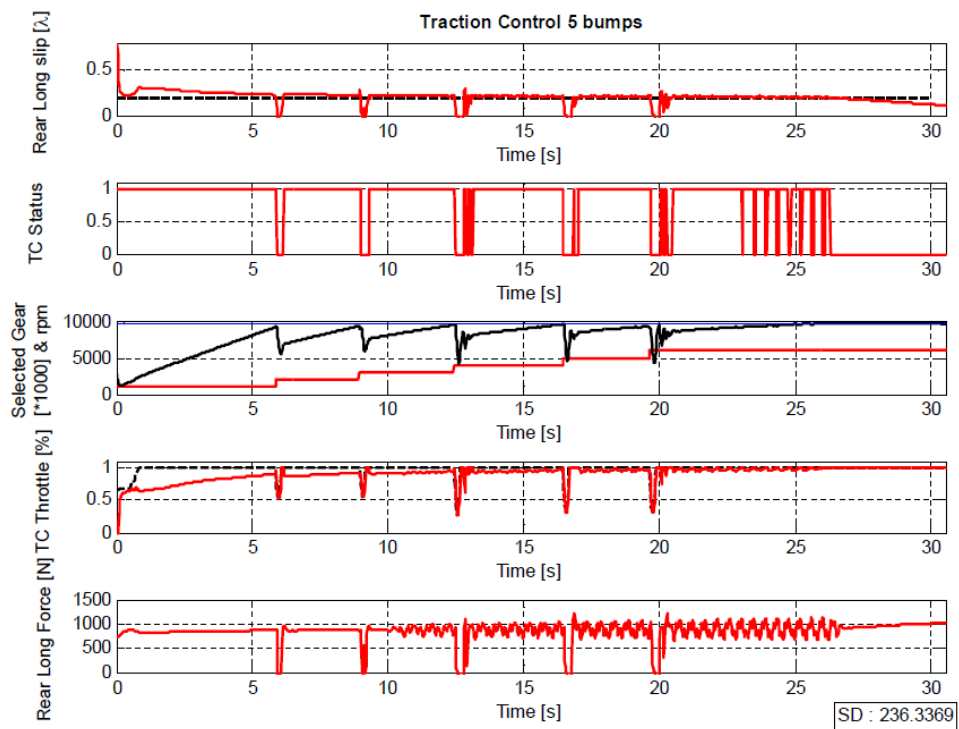 Traction Control 5 bumps
Rear Long slip [λ]
0.5
0
0 5 10 15 20 25 30
Time [s]
TC Status
1
0.5
0
0 5 10 15 20 25 30
Time [s]
Selected Gear
[*1000] & rpm
10000
5000
0
0 5 10 15 20 25 30
Time [s]
TC Throttle [%]
1
0.5
0
0 5 10 15 20 25 30
Time [s]
Rear Long Force [N]
1500
1000
500
0
0 5 10 15 20 25 30
Time [s]
SD : 236.3369